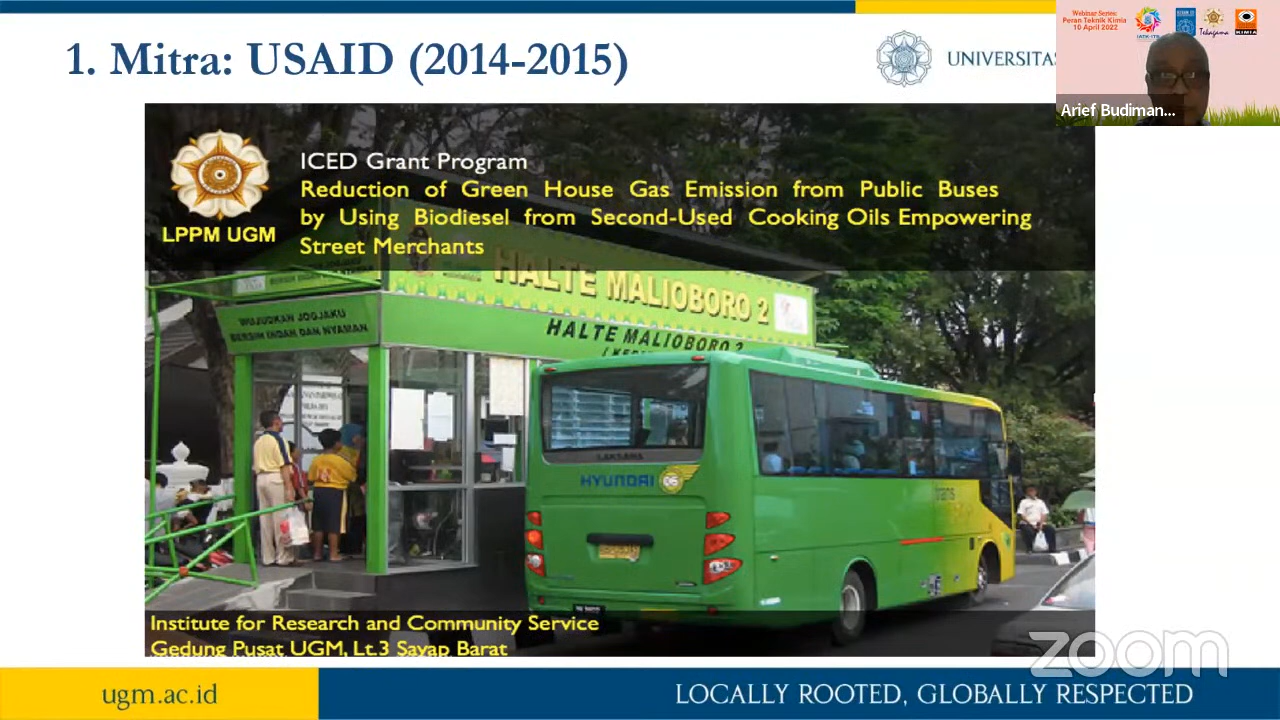 1. Mitra: USAID (2014-2015)
UNIVERSITAS
Webinar Series:
Peran Teknik Kimia
10 April 2022
Tekagama
KIMIA
Arief Budiman...
LPPM UGM
ICED Grant Program
Reduction of Green House Gas Emission from Public Buses
by Using Biodiesel from Second-Used Cooking Oils Empowering
Street Merchants
HALTE MALIOBORO 2
WUJUDKAN JOGJAKU
BERSIH INDAH DAN NYAMAN
HALTE MALIOBORO 2
LAKSANA
HYUNDAI
06
trans
Institute for Research and Community Service
Gedung Pusat UGM, Lt.3 Sayap Barat
zoom
ugm.ac.id
LOCALLY ROOTED, GLOBALLY RESPECTED